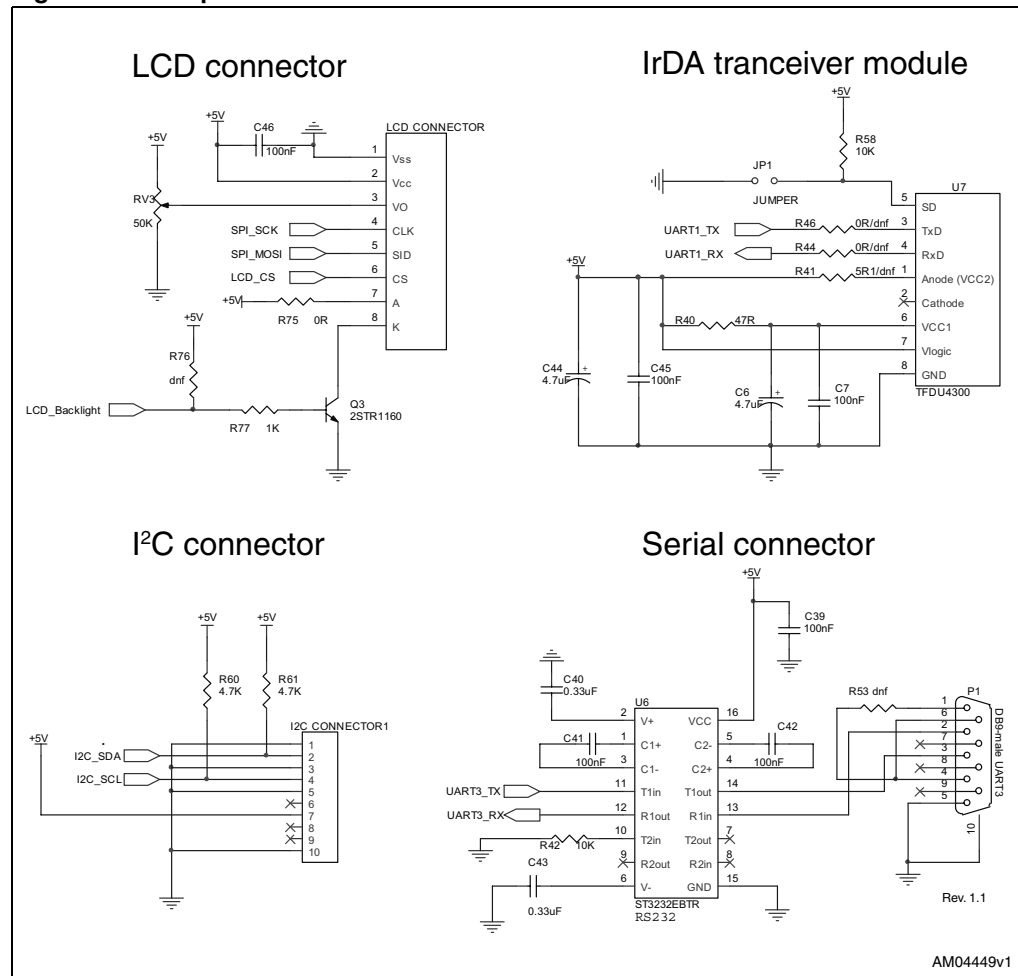 LCD connector
+5V
+5V
C46
100nF
LCD CONNECTOR
1 Vss
2 Vcc
RV3
50K
3 VO
SPI_SCK 4 CLK
SPI_MOSI 5 SID
LCD_CS 6 CS
+5V 7 A
R75 0R
8 K
+5V
R76
dnf
LCD_Backlight
R77 1K
Q3
2STR1160
IrDA tranceiver module
+5V
R58
10K
JP1
JUMPER
U7
5 SD
UART1_TX R46 0R/dnf 3 TxD
UART1_RX R44 0R/dnf 4 RxD
+5V
R41 5R1/dnf 1 Anode (VCC2)
2 Cathode
R40 47R 6 VCC1
7 Vlogic
8 GND
TFDU4300
C44
4.7uF
+
C45
100nF
C6
4.7uF
+
C7
100nF
I²C connector
+5V +5V
R60
4.7K
R61
4.7K
+5V
I2C CONNECTOR1
1
I2C_SDA 2
3
I2C_SCL 4
5
6
7
8
9
10
Serial connector
+5V
C39
100nF
C40
0.33uF
U6
2 V+ VCC 16
C41
100nF
1 C1+ C2- 5
C42
100nF
3 C1- C2+ 4
UART3_TX 11 T1in T1out 14
UART3_RX 12 R1out R1in 13
R42 10K 10 T2in T2out 7
9 R2out R2in 8
C43
0.33uF
6 V- GND 15
ST3232EBTR
RS232
R53 dnf
P1
1
6
2
7
3
8
4
9
5
10
DB9-male UART3
Rev. 1.1
AM04449v1